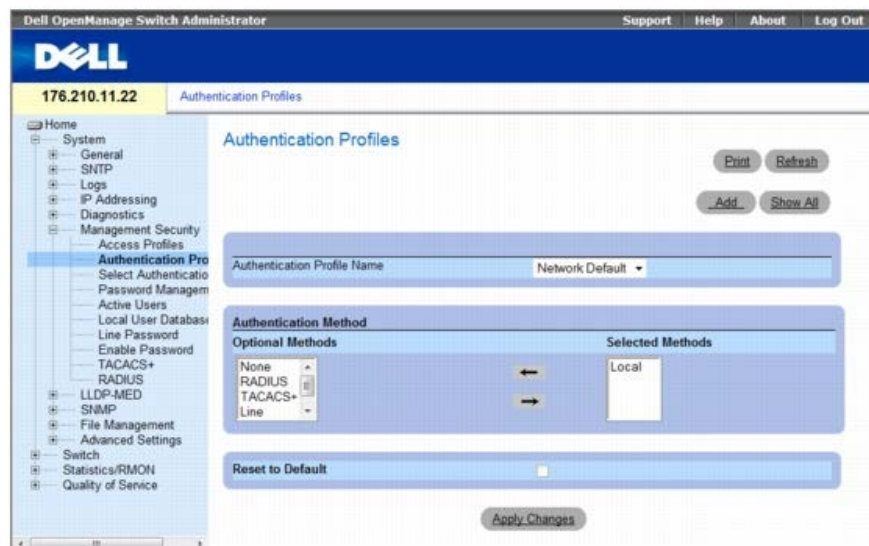 Dell OpenManage Switch Administrator
Support Help About Log Out
DELL
176.210.11.22
Authentication Profiles
Home
System
General
SNTP
Logs
IP Addressing
Diagnostics
Management Security
Access Profiles
Authentication Pro
Select Authenticatio
Password Managem
Active Users
Local User Databas
Line Password
Enable Password
TACACS+
RADIUS
LLDP-MED
SNMP
File Management
Advanced Settings
Switch
Statistics/RMON
Quality of Service
Authentication Profiles
Print Refresh
Add Show All
Authentication Profile Name Network Default
Authentication Method
Optional Methods Selected Methods
None
RADIUS
TACACS+
Line
Local
Reset to Default
Apply Changes